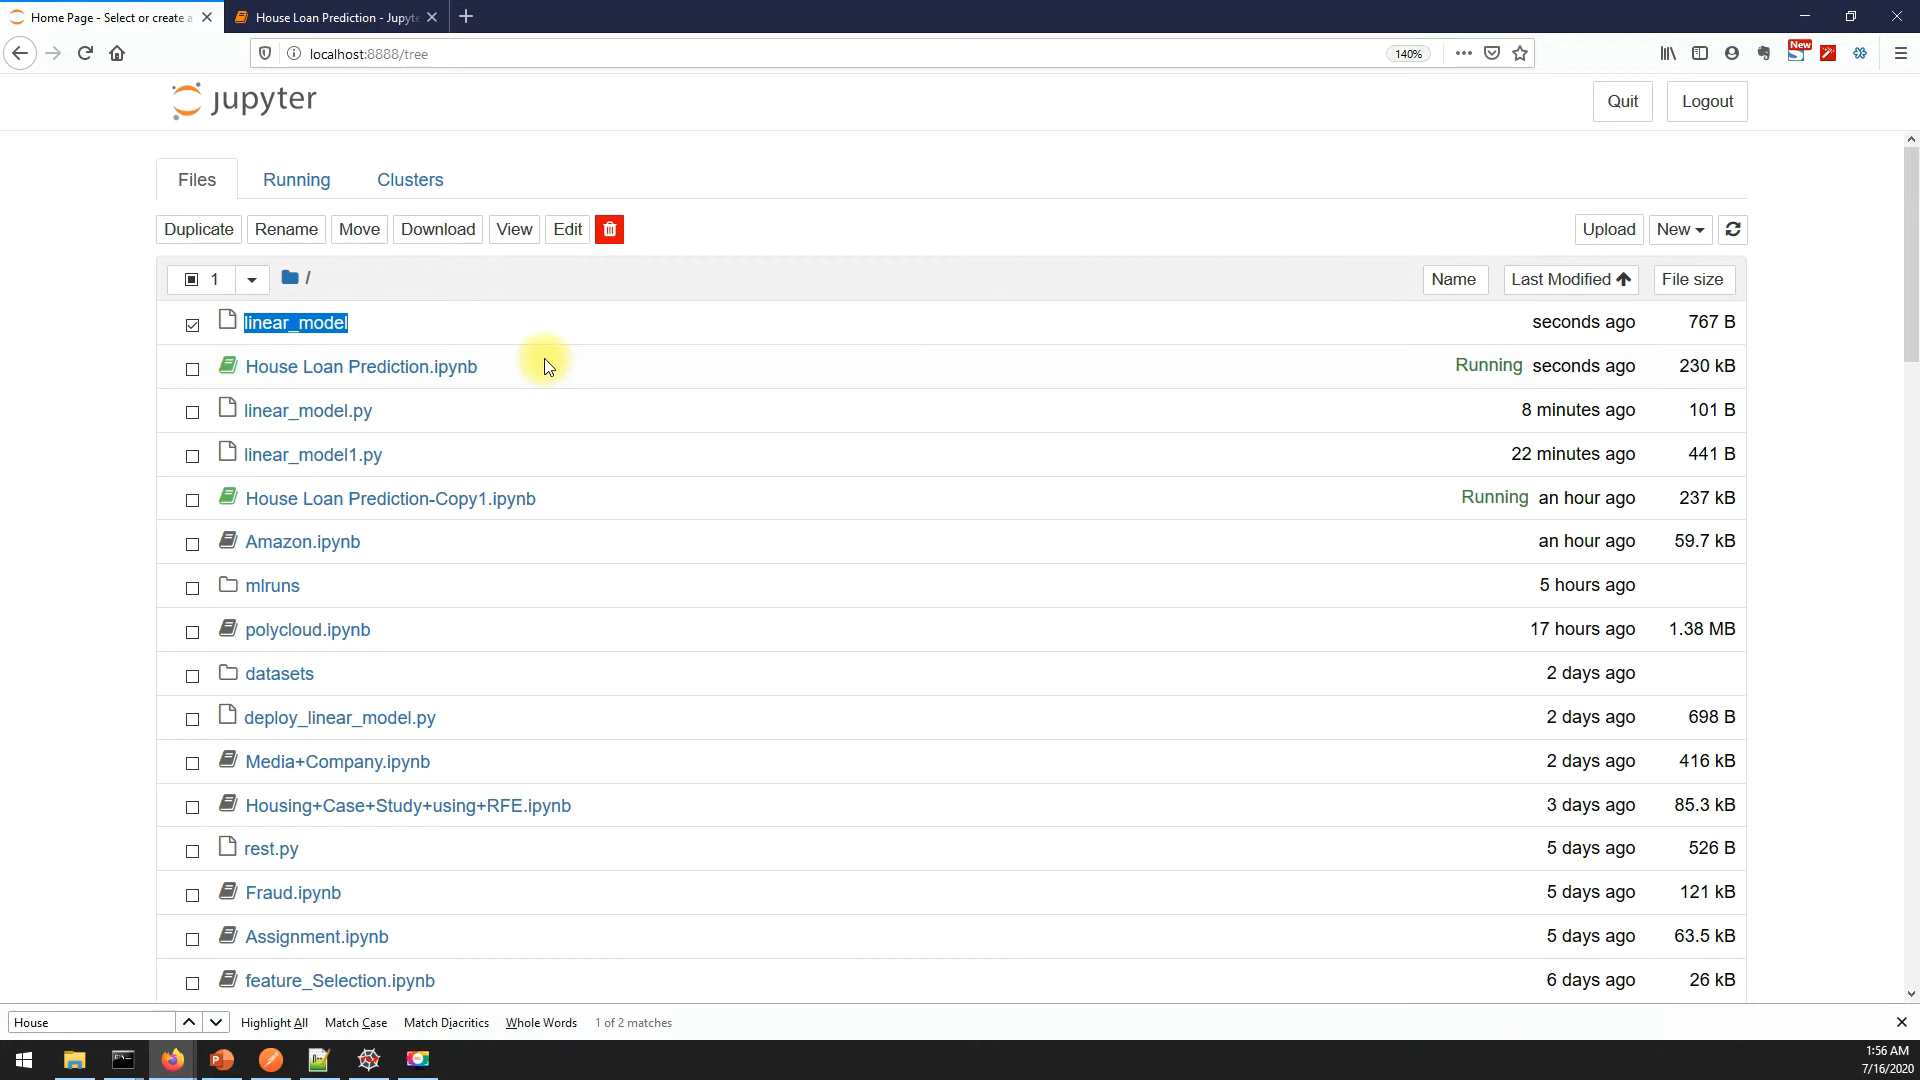 Home Page - Select or create a
House Loan Prediction - Jupyte
localhost:8888/tree
140%
New
jupyter
Quit
Logout
Files
Running
Clusters
Duplicate
Rename
Move
Download
View
Edit
Upload
New
1
/
Name
Last Modified
File size
linear_model seconds ago 767 B
House Loan Prediction.ipynb Running seconds ago 230 kB
linear_model.py 8 minutes ago 101 B
linear_model1.py 22 minutes ago 441 B
House Loan Prediction-Copy1.ipynb Running an hour ago 237 kB
Amazon.ipynb an hour ago 59.7 kB
mlruns 5 hours ago
polycloud.ipynb 17 hours ago 1.38 MB
datasets 2 days ago
deploy_linear_model.py 2 days ago 698 B
Media+Company.ipynb 2 days ago 416 kB
Housing+Case+Study+using+RFE.ipynb 3 days ago 85.3 kB
rest.py 5 days ago 526 B
Fraud.ipynb 5 days ago 121 kB
Assignment.ipynb 5 days ago 63.5 kB
feature_Selection.ipynb 6 days ago 26 kB
House
Highlight All
Match Case
Match Diacritics
Whole Words
1 of 2 matches
1:56 AM
7/16/2020